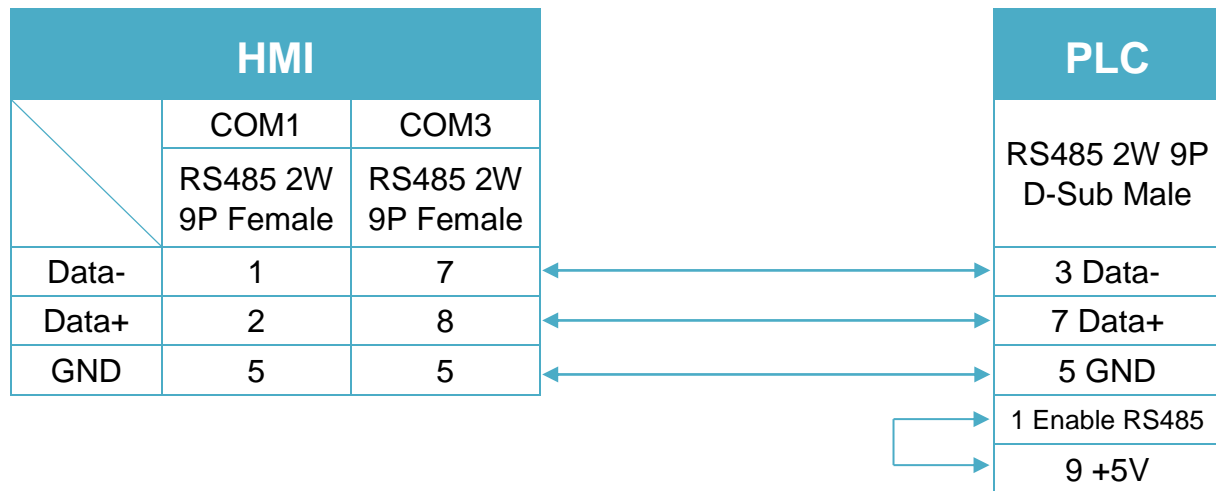 HMI
PLC
COM1
COM3
RS485 2W
9P Female
RS485 2W
9P Female
RS485 2W 9P
D-Sub Male
Data-
1
7
3 Data-
Data+
2
8
7 Data+
GND
5
5
5 GND
1 Enable RS485
9 +5V